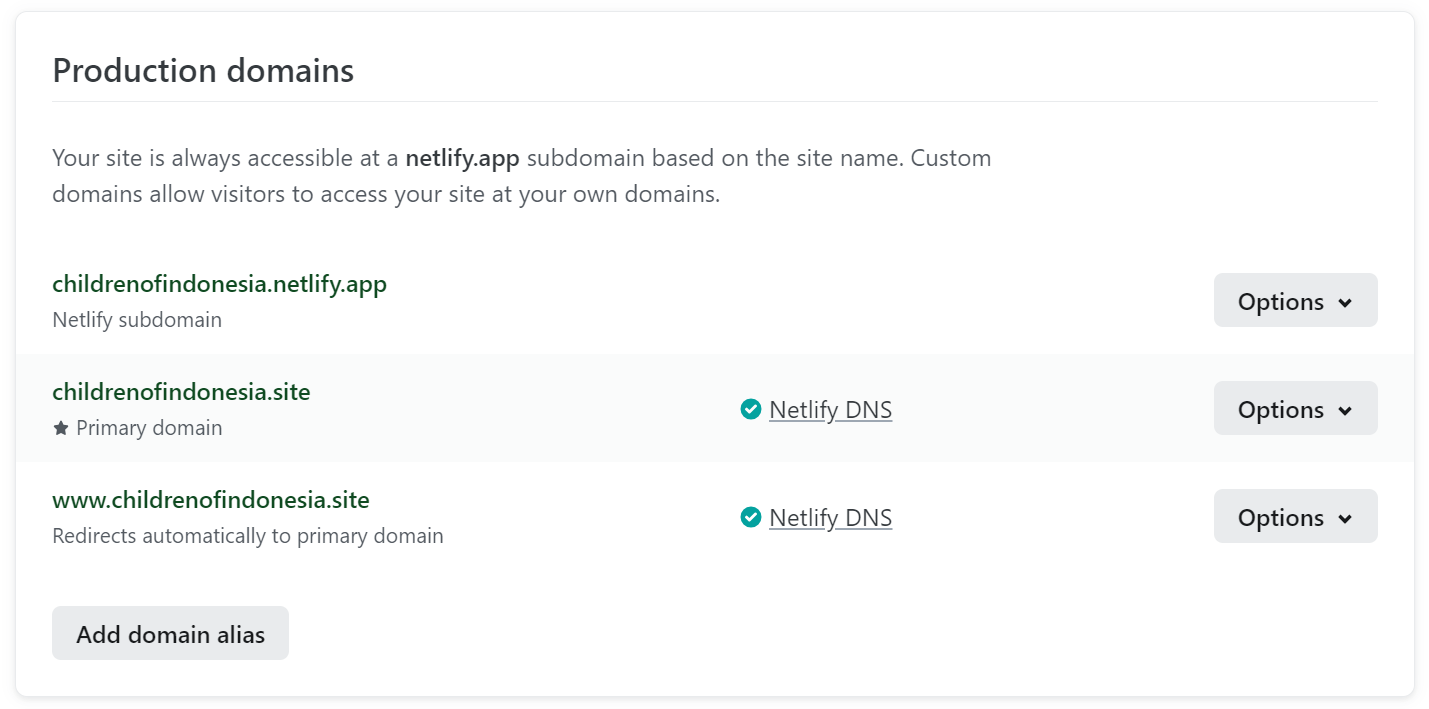 Production domains
Your site is always accessible at a netlify.app subdomain based on the site name. Custom
domains allow visitors to access your site at your own domains.
childrenofindonesia.netlify.app
Netlify subdomain
Options
childrenofindonesia.site
Primary domain
Netlify DNS
Options
www.childrenofindonesia.site
Redirects automatically to primary domain
Netlify DNS
Options
Add domain alias